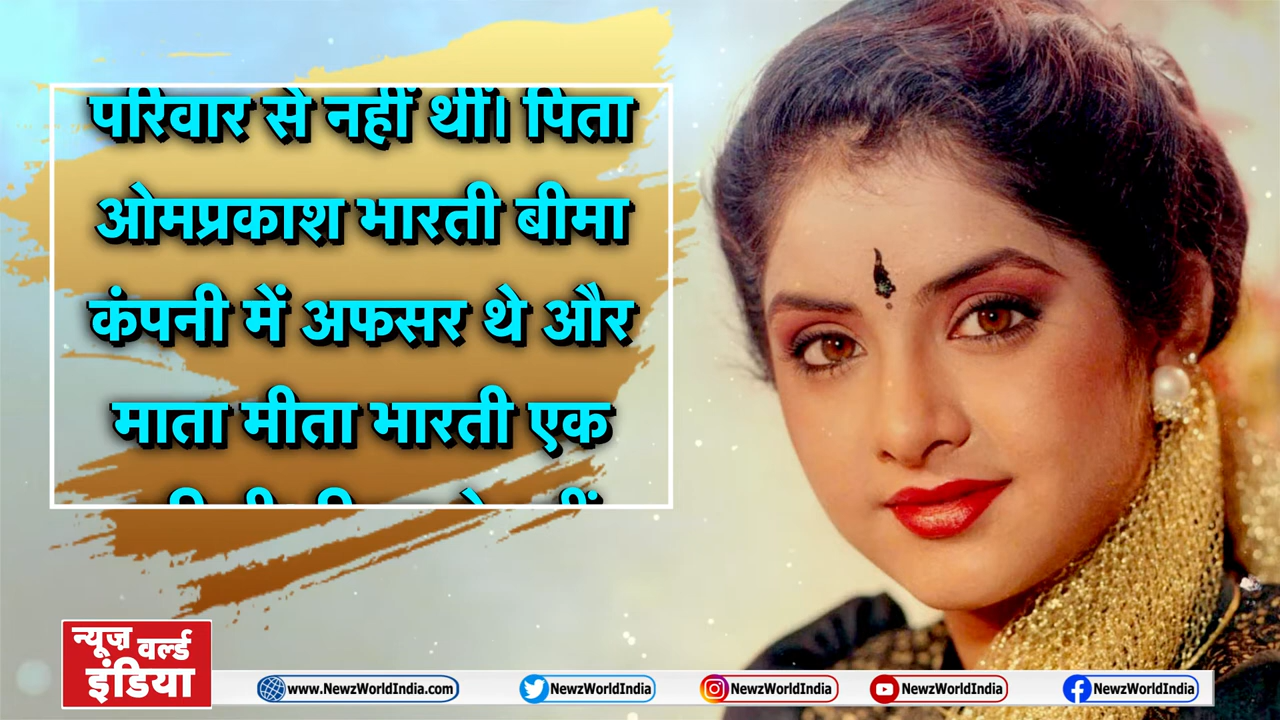 परिवार से नहीं थीं। पिता
ओमप्रकाश भारती बीमा
कंपनी में अफसर थे और
माता मीता भारती एक
न्यूज़ वर्ल्ड
इंडिया
www.NewzWorldIndia.com
NewzWorldIndia
NewzWorldIndia
NewzWorldIndia
NewzWorldIndia